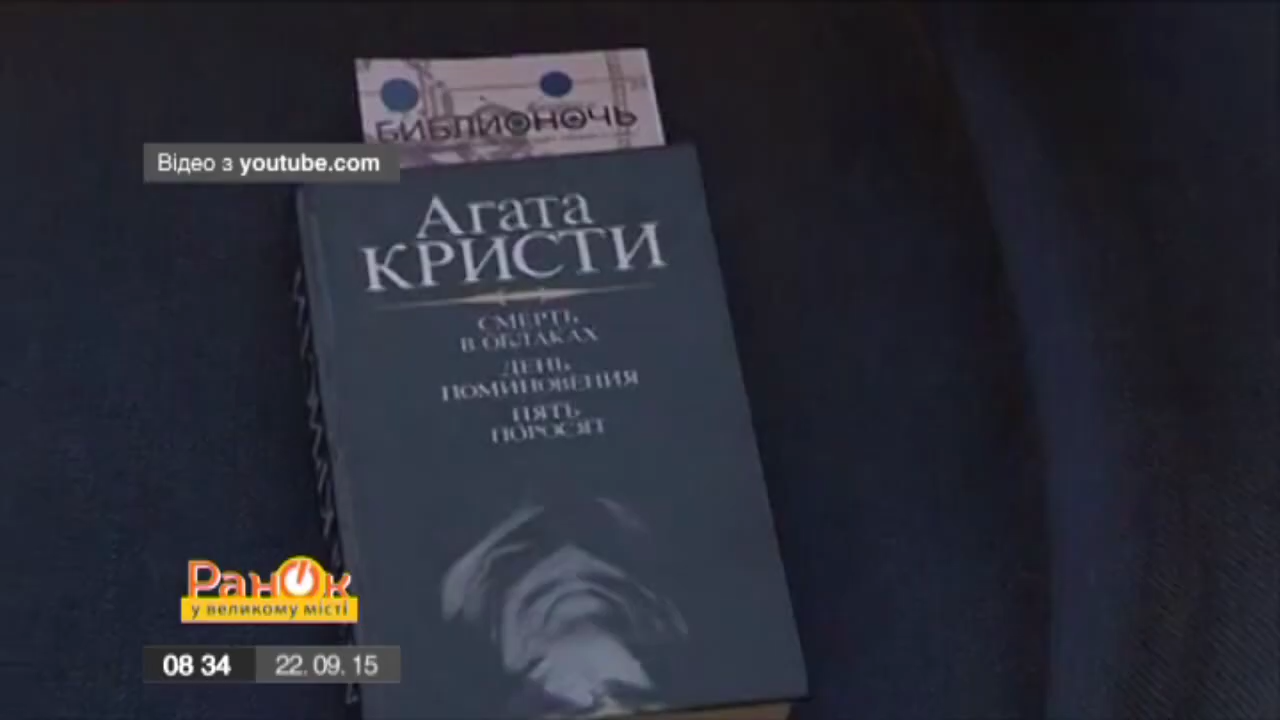 БИБЛИОНОЧЬ
Відео з youtube.com
Агата
КРИСТИ
СМЕРТЬ
В ОБЛАКАХ
ДЕНЬ
ПОМИНОВЕНИЯ
ПЯТЬ
ПОРОСЯТ
Ранок
у великому місті
08 34 22. 09. 15